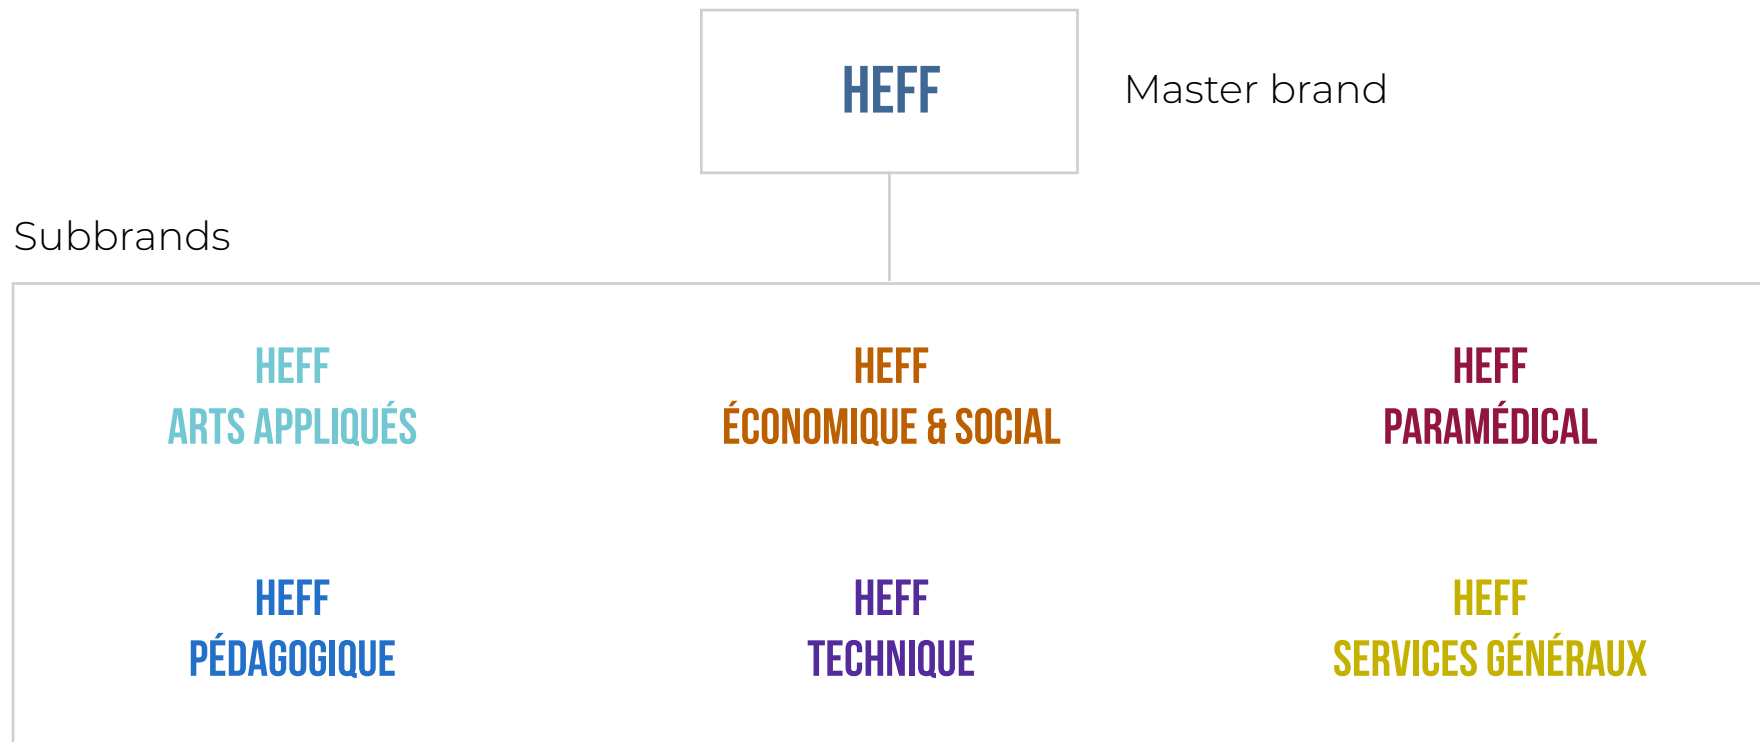 HEFF
Master brand
Subbrands
HEFF
ARTS APPLIQUÉS
HEFF
ÉCONOMIQUE & SOCIAL
HEFF
PARAMÉDICAL
HEFF
PÉDAGOGIQUE
HEFF
TECHNIQUE
HEFF
SERVICES GÉNÉRAUX